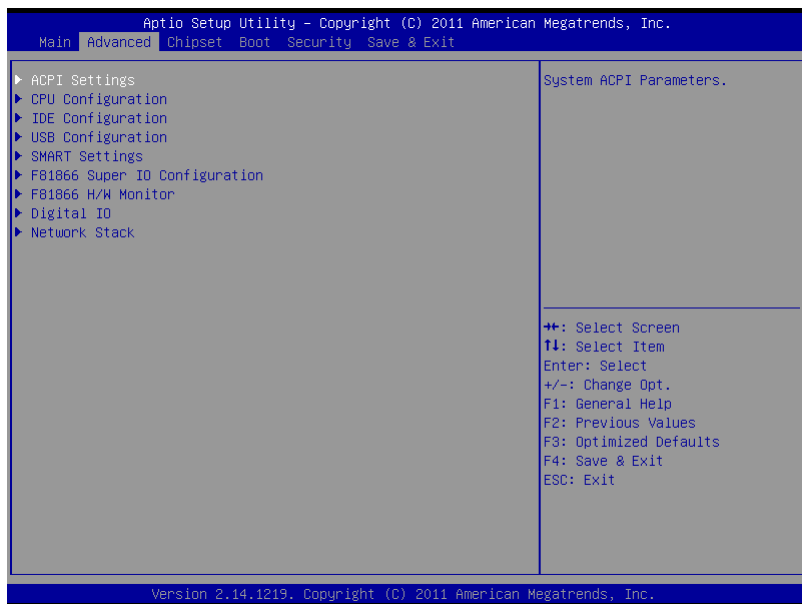 Aptio Setup Utility – Copyright (C) 2011 American Megatrends, Inc.
Main Advanced Chipset Boot Security Save & Exit
ACPI Settings
CPU Configuration
IDE Configuration
USB Configuration
SMART Settings
F81866 Super IO Configuration
F81866 H/W Monitor
Digital IO
Network Stack
System ACPI Parameters.
→←: Select Screen
↑↓: Select Item
Enter: Select
+/-: Change Opt.
F1: General Help
F2: Previous Values
F3: Optimized Defaults
F4: Save & Exit
ESC: Exit
Version 2.14.1219. Copyright (C) 2011 American Megatrends, Inc.